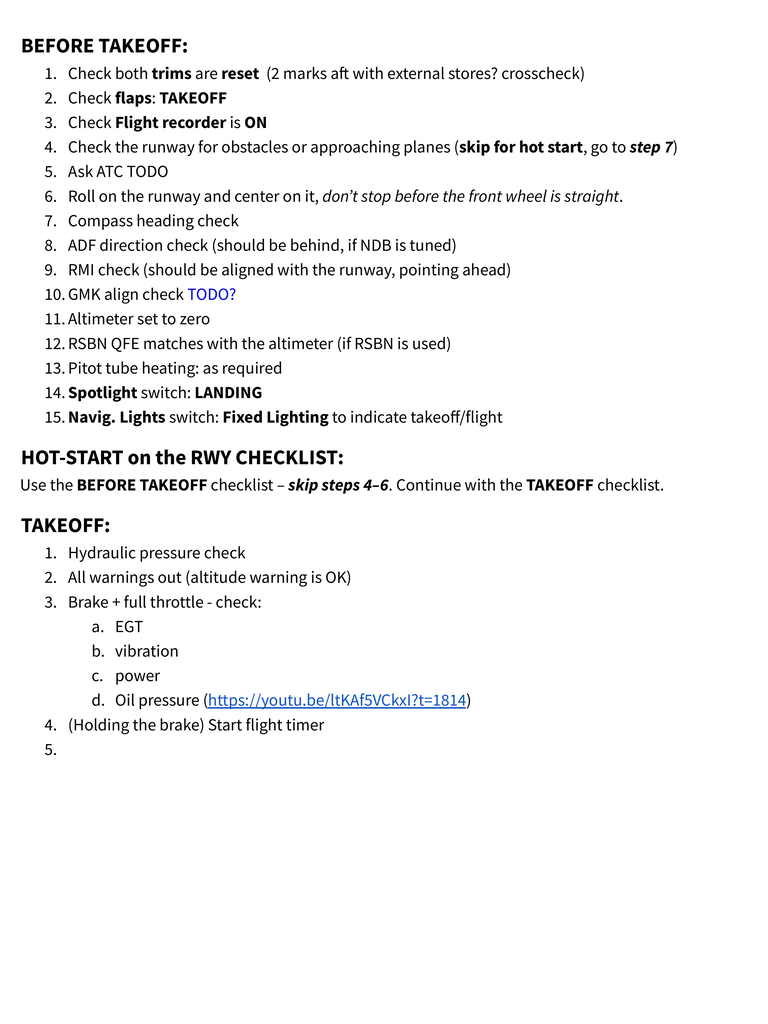 BEFORE TAKEOFF:
1. Check both trims are reset (2 marks aft with external stores? crosscheck)
2. Check flaps: TAKEOFF
3. Check Flight recorder is ON
4. Check the runway for obstacles or approaching planes (skip for hot start, go to step 7)
5. Ask ATC TODO
6. Roll on the runway and center on it, don’t stop before the front wheel is straight.
7. Compass heading check
8. ADF direction check (should be behind, if NDB is tuned)
9. RMI check (should be aligned with the runway, pointing ahead)
10. GMK align check TODO?
11. Altimeter set to zero
12. RSBN QFE matches with the altimeter (if RSBN is used)
13. Pitot tube heating: as required
14. Spotlight switch: LANDING
15. Navig. Lights switch: Fixed Lighting to indicate takeoff/flight
HOT-START on the RWY CHECKLIST:
Use the BEFORE TAKEOFF checklist – skip steps 4–6. Continue with the TAKEOFF checklist.
TAKEOFF:
1. Hydraulic pressure check
2. All warnings out (altitude warning is OK)
3. Brake + full throttle - check:
a. EGT
b. vibration
c. power
d. Oil pressure (https://youtu.be/ltKAf5VCkxI?t=1814)
4. (Holding the brake) Start flight timer
5.